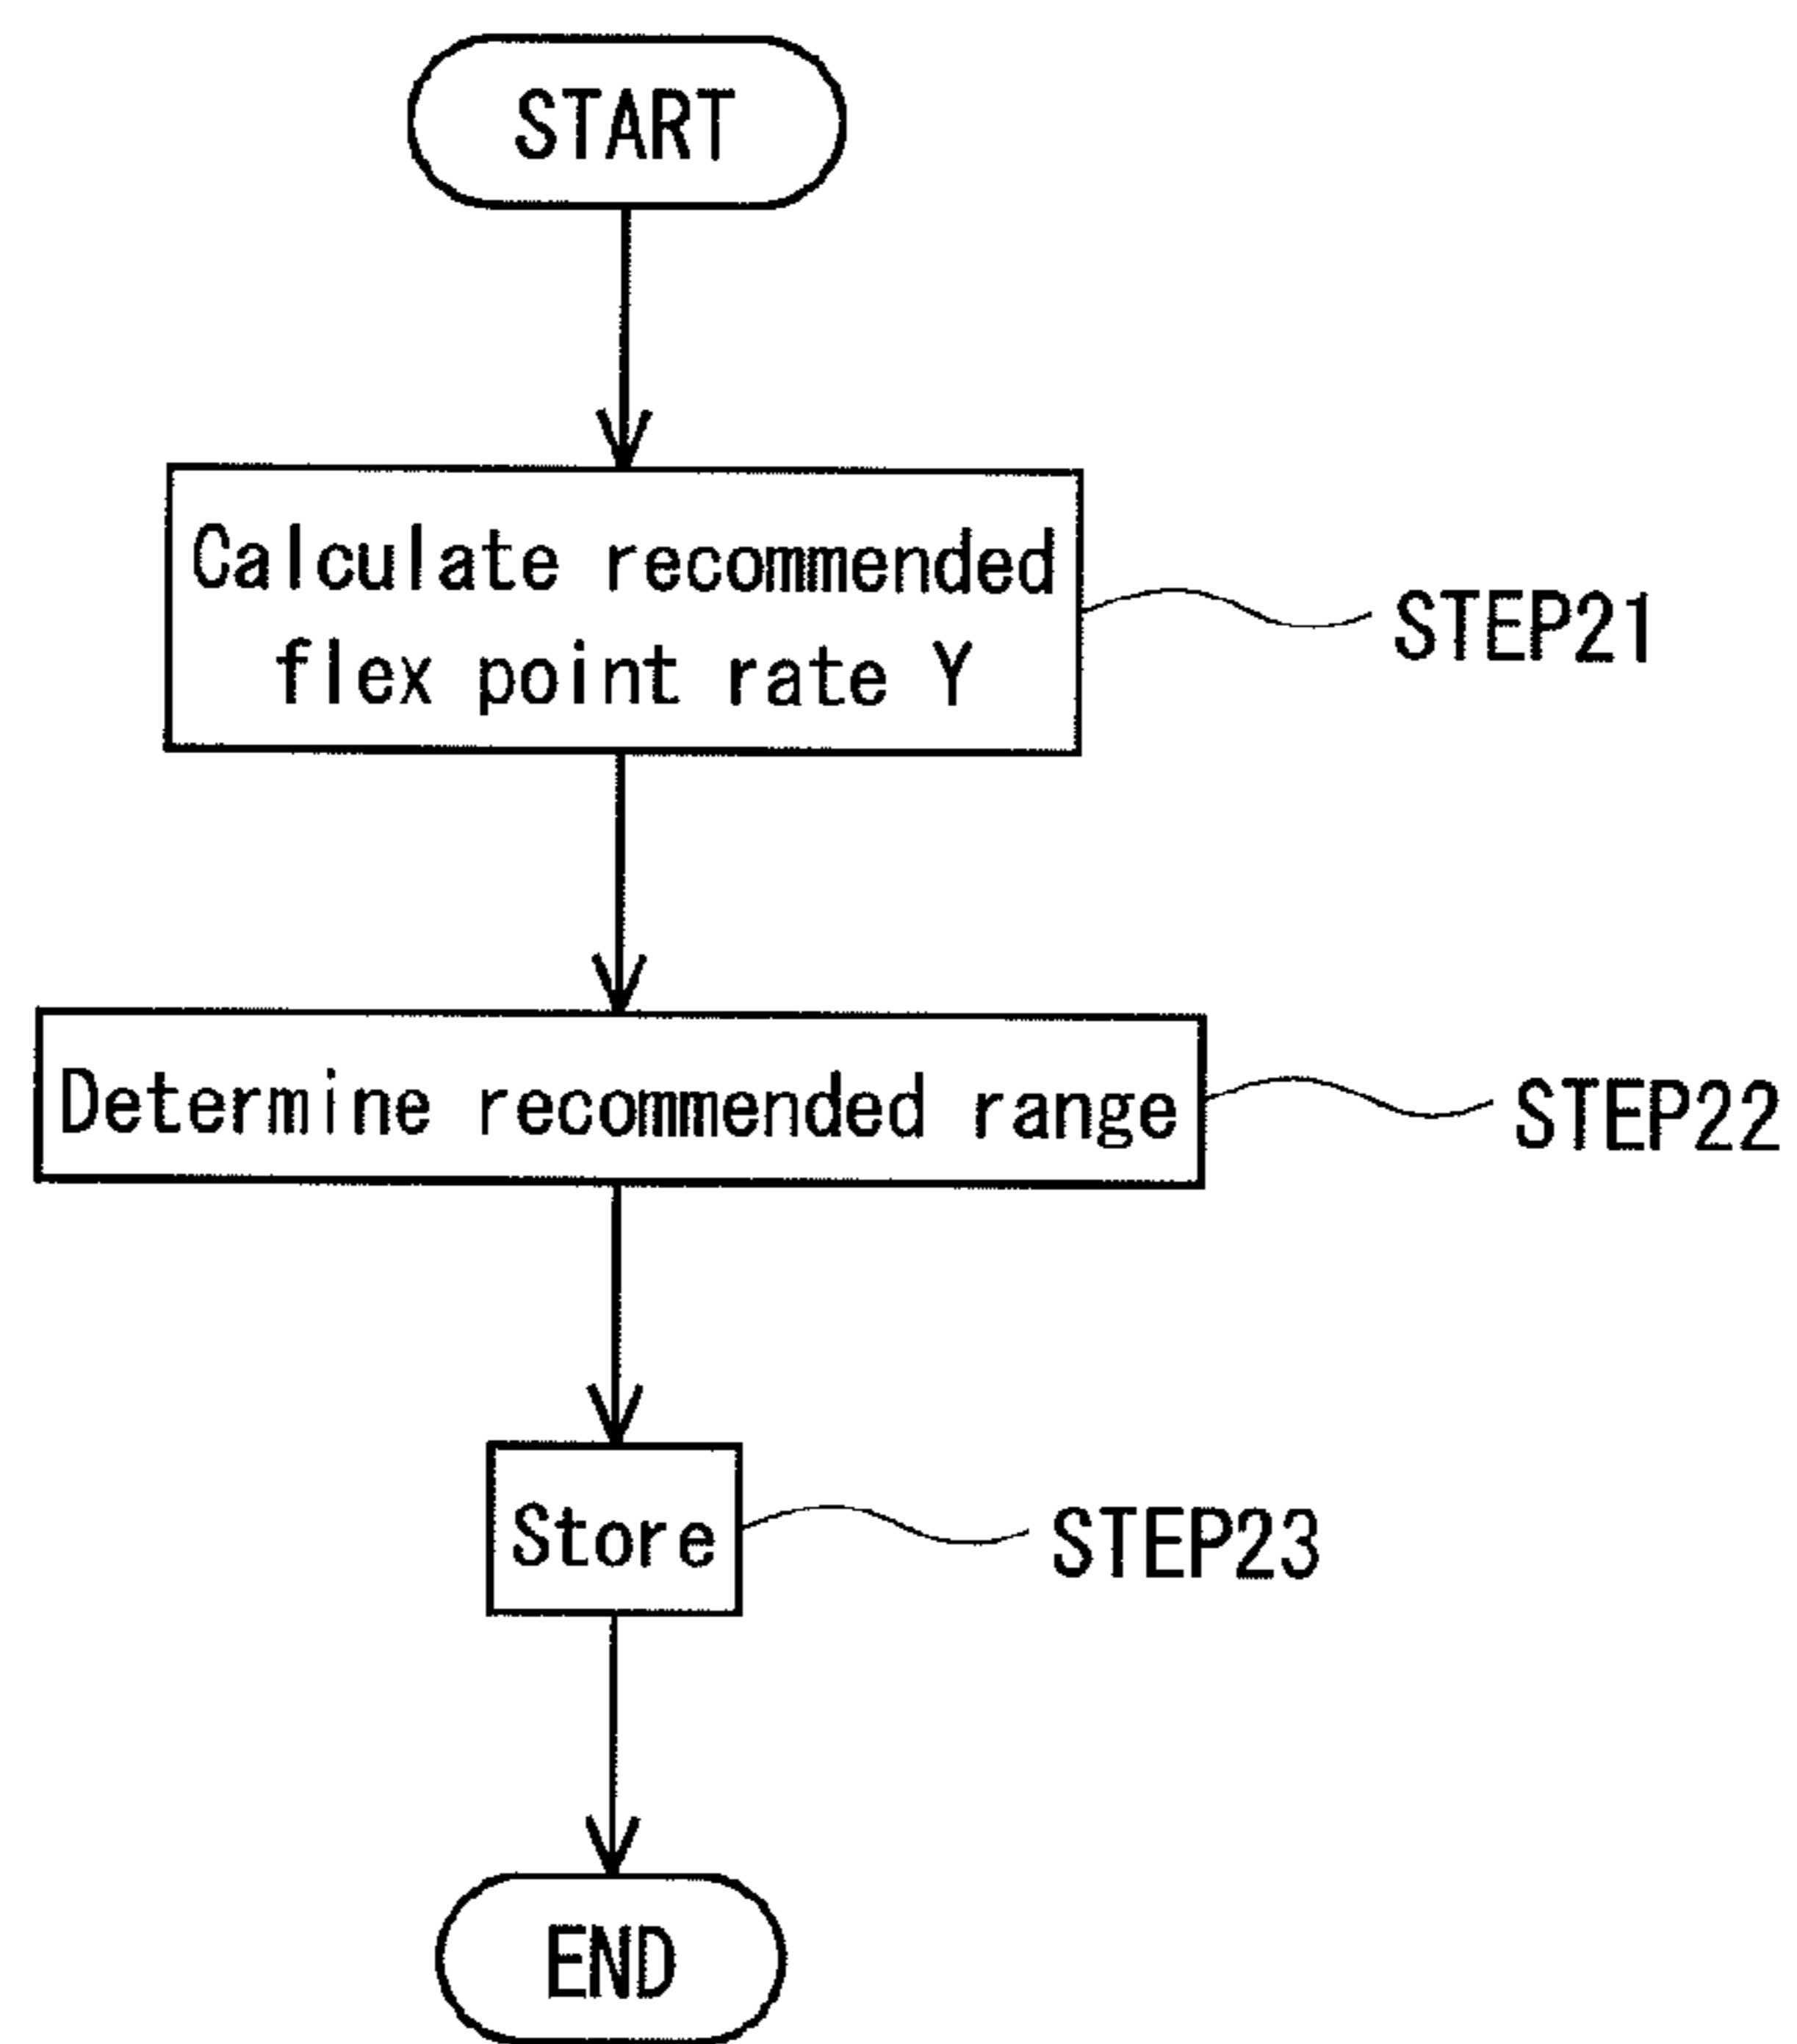 START
Calculate recommended
flex point rate Y
STEP21
Determine recommended range
STEP22
Store
STEP23
END